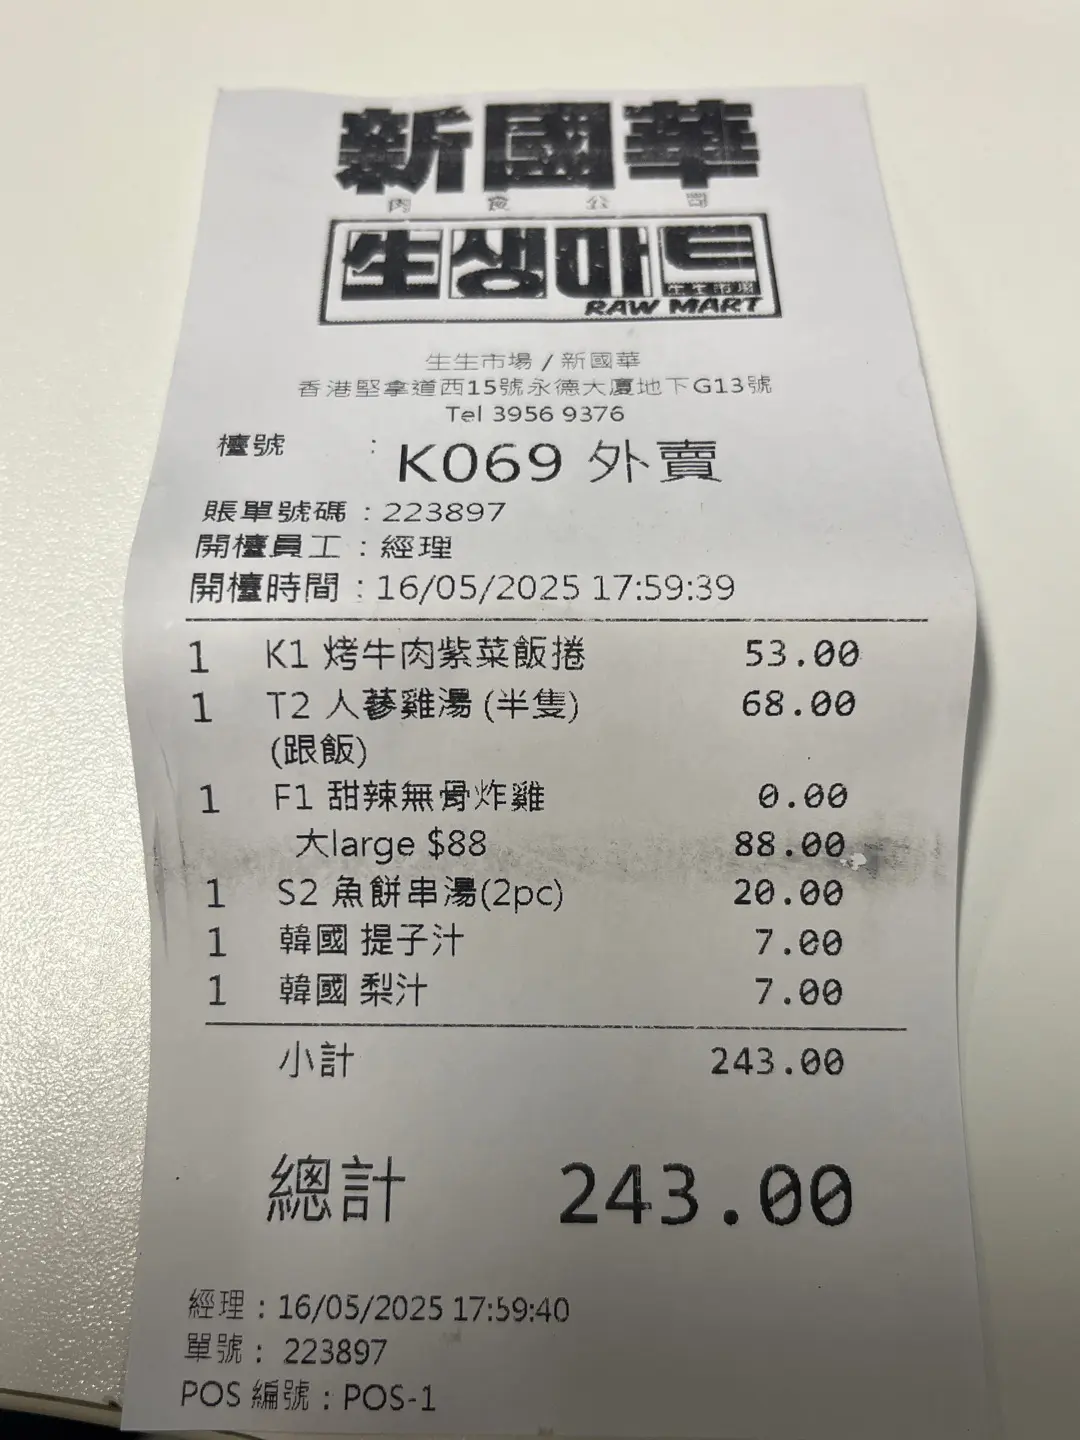 新國華
肉食公司
生생마트
生生市場
RAW MART
生生市場 / 新國華
香港堅拿道西15號永德大廈地下G13號
Tel 3956 9376
檯號 : K069 外賣
賬單號碼 : 223897
開檯員工 : 經理
開檯時間 : 16/05/2025 17:59:39
1 K1 烤牛肉紫菜飯捲 53.00
1 T2 人蔘雞湯 (半隻) 68.00
(跟飯)
1 F1 甜辣無骨炸雞 0.00
大large $88 88.00
1 S2 魚餅串湯(2pc) 20.00
1 韓國 提子汁 7.00
1 韓國 梨汁 7.00
小計 243.00
總計 243.00
經理 : 16/05/2025 17:59:40
單號 : 223897
POS 編號 : POS-1